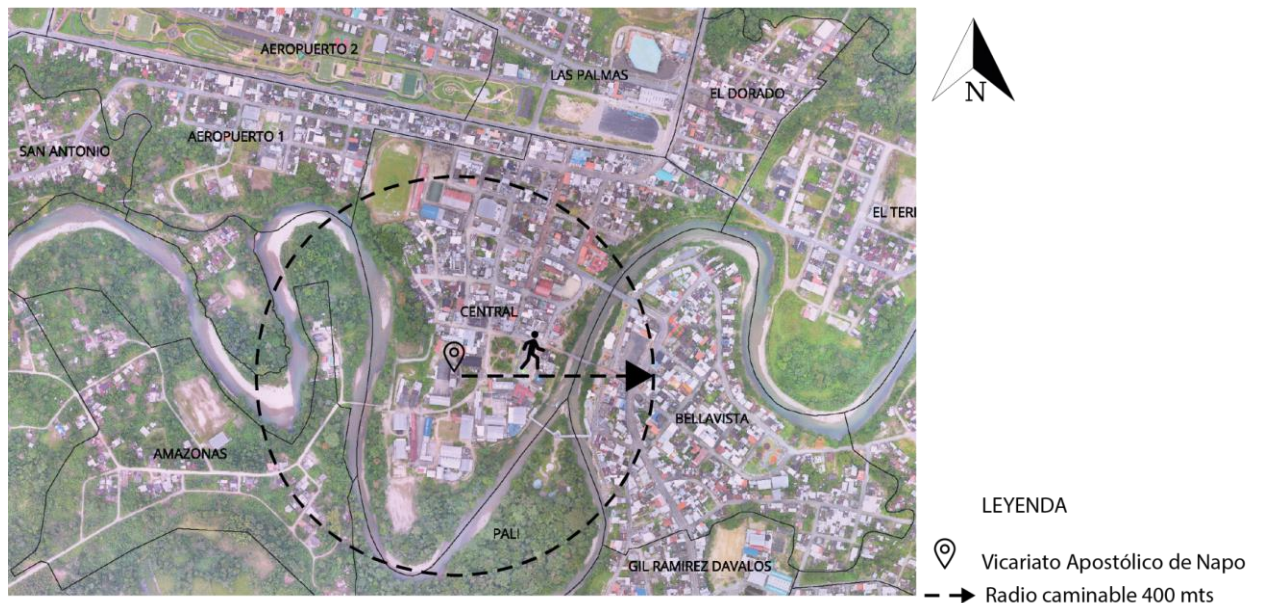 AEROPUERTO 2
LAS PALMAS
EL DORADO
N
AEROPUERTO 1
SAN ANTONIO
EL TERI
CENTRAL
BELLAVISTA
AMAZONAS
PALI
GIL RAMIREZ DAVALOS
LEYENDA
Vicariato Apostólico de Napo
Radio caminable 400 mts